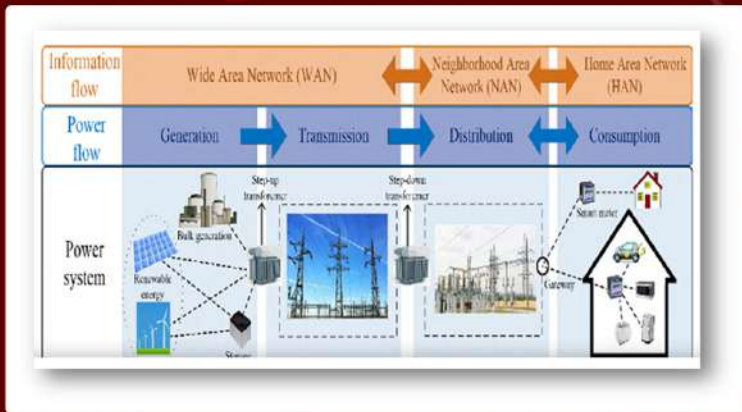 Information
flow
Wide Area Network (WAN)
Neighborhood Area
Network (NAN)
Home Area Network
(HAN)
Power
flow
Generation
Transmission
Distribution
Consumption
Power
system
Step-up
transformer
Step-down
transformer
Bulk generation
Renewable
energy
Smart meter
Gateway